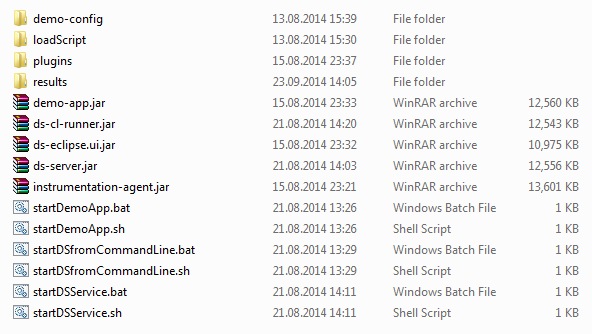 demo-config 13.08.2014 15:39 File folder
loadScript 13.08.2014 15:30 File folder
plugins 15.08.2014 23:37 File folder
results 23.09.2014 14:05 File folder
demo-app.jar 15.08.2014 23:33 WinRAR archive 12,560 KB
ds-cl-runner.jar 21.08.2014 14:20 WinRAR archive 12,543 KB
ds-eclipse.ui.jar 15.08.2014 23:32 WinRAR archive 10,975 KB
ds-server.jar 21.08.2014 14:03 WinRAR archive 12,556 KB
instrumentation-agent.jar 15.08.2014 23:21 WinRAR archive 13,601 KB
startDemoApp.bat 21.08.2014 13:26 Windows Batch File 1 KB
startDemoApp.sh 21.08.2014 13:26 Shell Script 1 KB
startDSfromCommandLine.bat 21.08.2014 13:29 Windows Batch File 1 KB
startDSfromCommandLine.sh 21.08.2014 13:29 Shell Script 1 KB
startDSService.bat 21.08.2014 14:11 Windows Batch File 1 KB
startDSService.sh 21.08.2014 14:11 Shell Script 1 KB